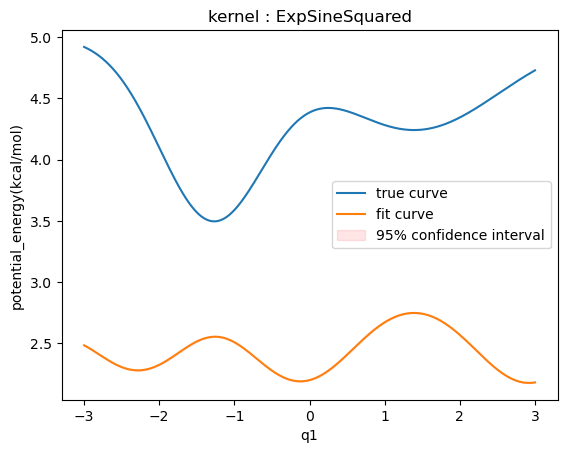 kernel : ExpSineSquared
potential_energy(kcal/mol)
5.0
4.5
4.0
3.5
3.0
2.5
true curve
fit curve
95% confidence interval
−3
−2
−1
0
1
2
3
q1